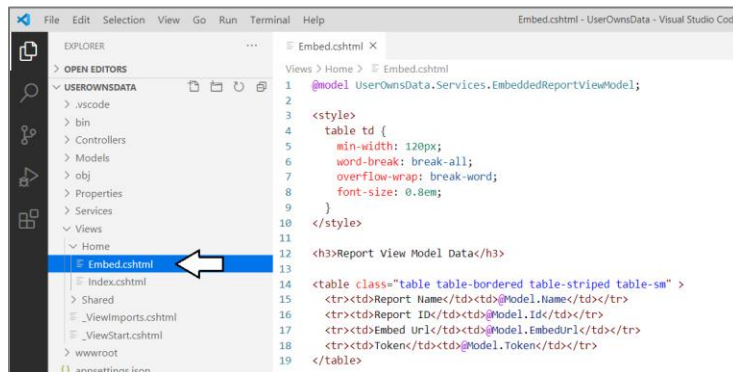 File Edit Selection View Go Run Terminal Help Embed.cshtml - UserOwnsData - Visual Studio Cod
EXPLORER ...
OPEN EDITORS
USEROWNSDATA
.vscode
bin
Controllers
Models
obj
Properties
Services
Views
Home
Embed.cshtml
Index.cshtml
Shared
_ViewImports.cshtml
_ViewStart.cshtml
wwwroot
{} appsettings.json
Embed.cshtml ×
Views > Home > Embed.cshtml
1 @model UserOwnsData.Services.EmbeddedReportViewModel;
2
3 <style>
4 table td {
5 min-width: 120px;
6 word-break: break-all;
7 overflow-wrap: break-word;
8 font-size: 0.8em;
9 }
10 </style>
11
12 <h3>Report View Model Data</h3>
13
14 <table class="table table-bordered table-striped table-sm" >
15 <tr><td>Report Name</td><td>@Model.Name</td></tr>
16 <tr><td>Report ID</td><td>@Model.Id</td></tr>
17 <tr><td>Embed Url</td><td>@Model.EmbedUrl</td></tr>
18 <tr><td>Token</td><td>@Model.Token</td></tr>
19 </table>